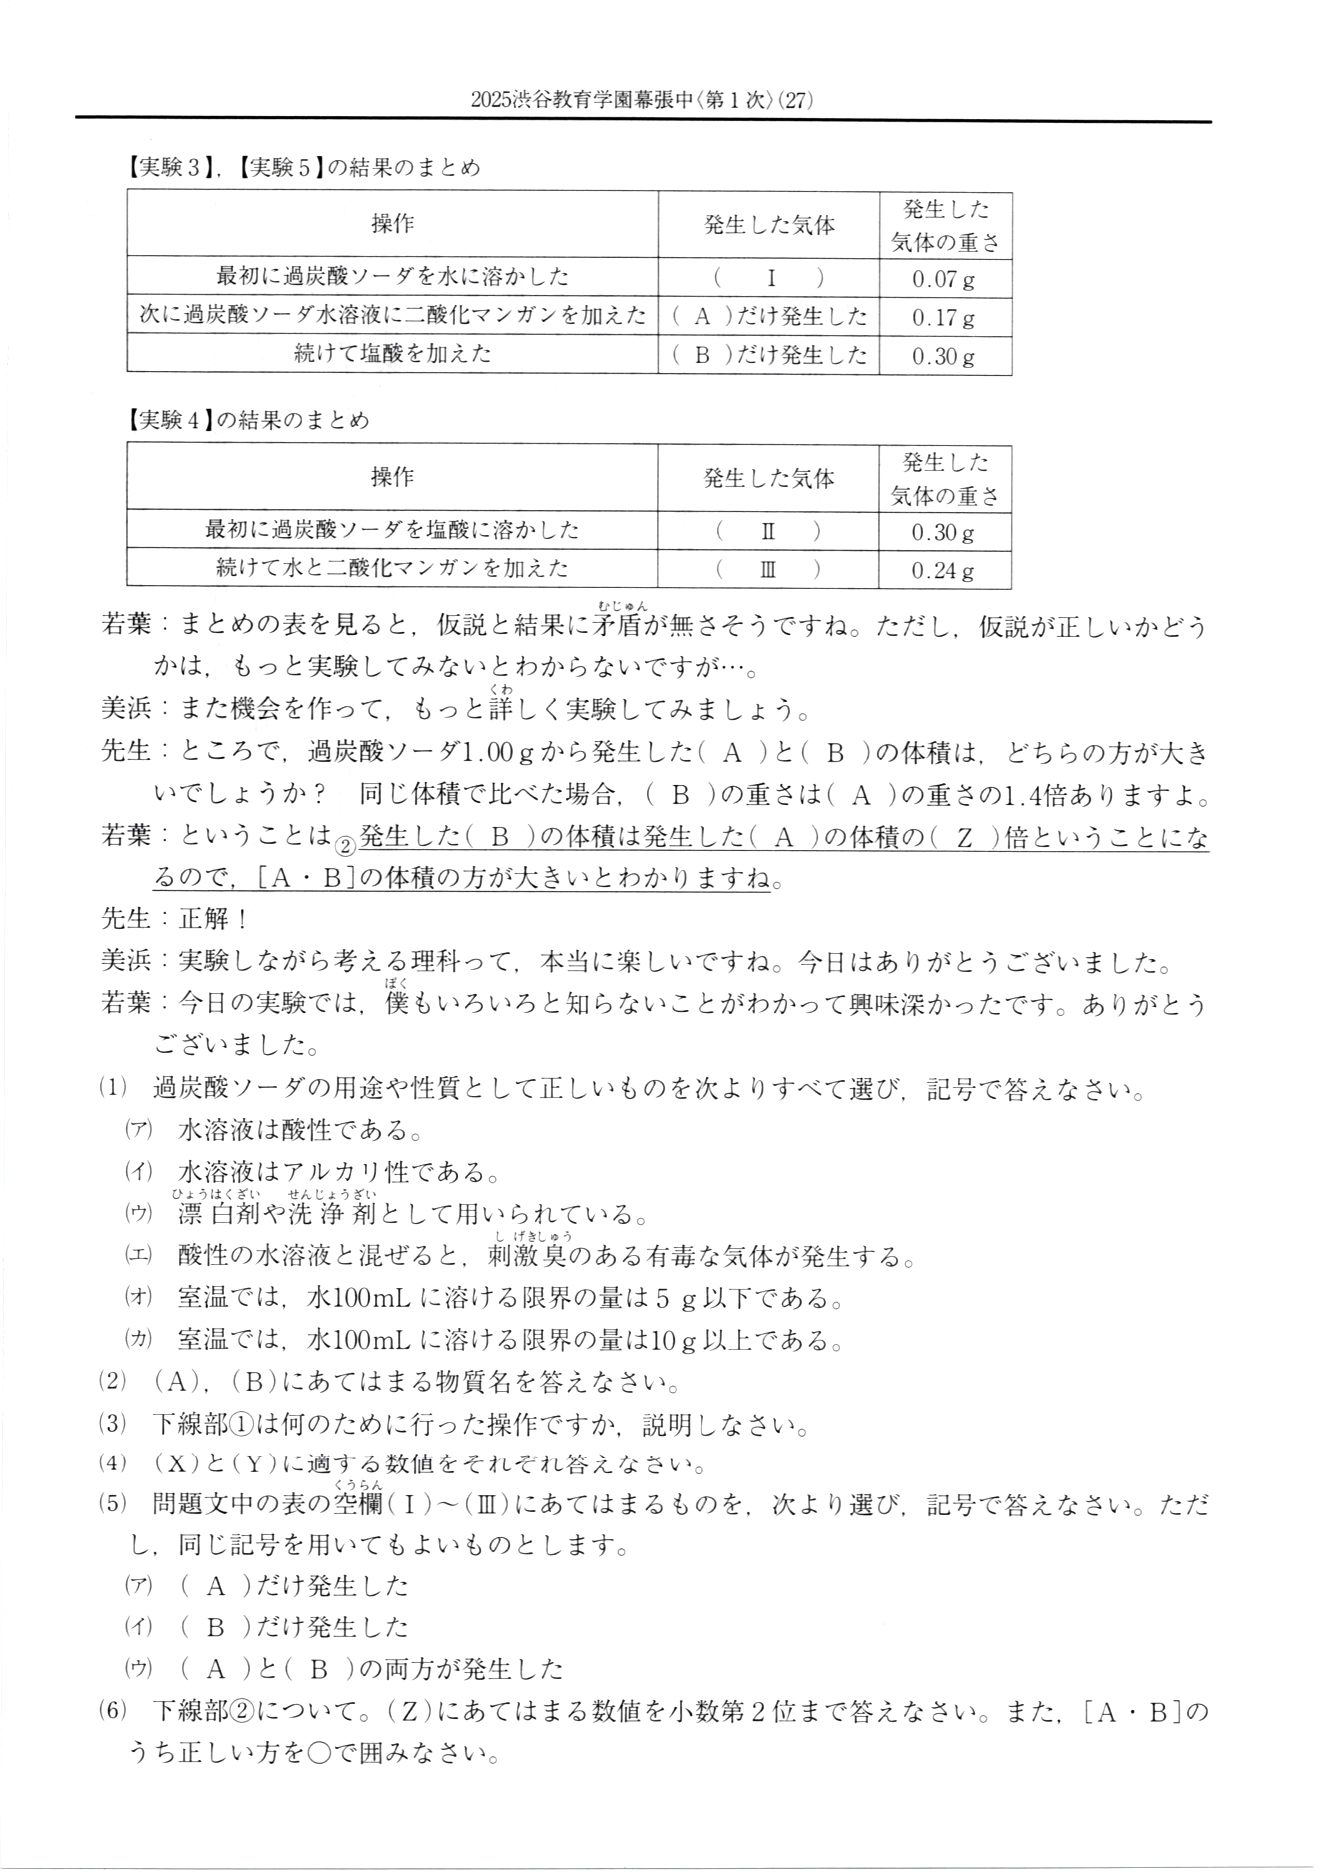 2025渋谷教育学園幕張中〈第1次〉(27)
【実験3】，【実験5】の結果のまとめ
操作 発生した気体 発生した気体の重さ
最初に過炭酸ソーダを水に溶かした （ Ⅰ ） 0.07g
次に過炭酸ソーダ水溶液に二酸化マンガンを加えた （ A ）だけ発生した 0.17g
続けて塩酸を加えた （ B ）だけ発生した 0.30g
【実験4】の結果のまとめ
操作 発生した気体 発生した気体の重さ
最初に過炭酸ソーダを塩酸に溶かした （ Ⅱ ） 0.30g
続けて水と二酸化マンガンを加えた （ Ⅲ ） 0.24g
むじゅん
若葉：まとめの表を見ると，仮説と結果に矛盾が無さそうですね。ただし，仮説が正しいかどう
かは，もっと実験してみないとわからないですが…。
くわ
美浜：また機会を作って，もっと詳しく実験してみましょう。
先生：ところで，過炭酸ソーダ1.00gから発生した（ A ）と（ B ）の体積は，どちらの方が大き
いでしょうか？　同じ体積で比べた場合，（ B ）の重さは（ A ）の重さの1.4倍ありますよ。
若葉：ということは②発生した（ B ）の体積は発生した（ A ）の体積の（ Z ）倍ということにな
るので，［A・B］の体積の方が大きいとわかりますね。
先生：正解！
美浜：実験しながら考える理科って，本当に楽しいですね。今日はありがとうございました。
ぼく
若葉：今日の実験では，僕もいろいろと知らないことがわかって興味深かったです。ありがとう
ございました。
⑴　過炭酸ソーダの用途や性質として正しいものを次よりすべて選び，記号で答えなさい。
(ア)　水溶液は酸性である。
(イ)　水溶液はアルカリ性である。
ひょうはくざい　せんじょうざい
(ウ)　漂白剤や洗浄剤として用いられている。
しげきしゅう
(エ)　酸性の水溶液と混ぜると，刺激臭のある有毒な気体が発生する。
(オ)　室温では，水100mLに溶ける限界の量は5g以下である。
(カ)　室温では，水100mLに溶ける限界の量は10g以上である。
⑵　（A），（B）にあてはまる物質名を答えなさい。
⑶　下線部①は何のために行った操作ですか，説明しなさい。
⑷　（X）と（Y）に適する数値をそれぞれ答えなさい。
くうらん
⑸　問題文中の表の空欄（Ⅰ）～（Ⅲ）にあてはまるものを，次より選び，記号で答えなさい。ただ
し，同じ記号を用いてもよいものとします。
(ア)　（ A ）だけ発生した
(イ)　（ B ）だけ発生した
(ウ)　（ A ）と（ B ）の両方が発生した
⑹　下線部②について。（Z）にあてはまる数値を小数第2位まで答えなさい。また，［A・B］の
うち正しい方を○で囲みなさい。